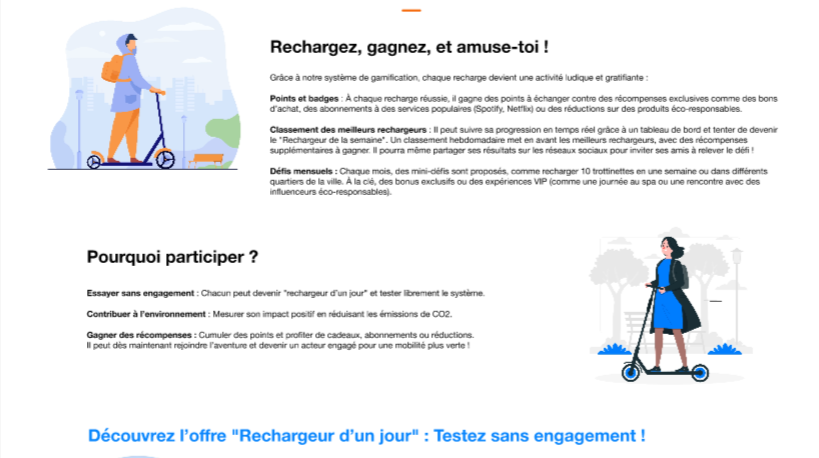 Rechargez, gagnez, et amuse-toi !
Grâce à notre système de gamification, chaque recharge devient une activité ludique et gratifiante :
Points et badges : À chaque recharge réussie, il gagne des points à échanger contre des récompenses exclusives comme des bons
d'achat, des abonnements à des services populaires (Spotify, Netflix) ou des réductions sur des produits éco-responsables.
Classement des meilleurs rechargeurs : Il peut suivre sa progression en temps réel grâce à un tableau de bord et tenter de devenir
le "Rechargeur de la semaine". Un classement hebdomadaire met en avant les meilleurs rechargeurs, avec des récompenses
supplémentaires à gagner. Il pourra même partager ses résultats sur les réseaux sociaux pour inviter ses amis à relever le défi !
Défis mensuels : Chaque mois, des mini-défis sont proposés, comme recharger 10 trottinettes en une semaine ou dans différents
quartiers de la ville. À la clé, des bonus exclusifs ou des expériences VIP (comme une journée au spa ou une rencontre avec des
influenceurs éco-responsables).
Pourquoi participer ?
Essayer sans engagement : Chacun peut devenir "rechargeur d'un jour" et tester librement le système.
Contribuer à l'environnement : Mesurer son impact positif en réduisant les émissions de CO2.
Gagner des récompenses : Cumuler des points et profiter de cadeaux, abonnements ou réductions.
Il peut dès maintenant rejoindre l'aventure et devenir un acteur engagé pour une mobilité plus verte !
Découvrez l'offre "Rechargeur d'un jour" : Testez sans engagement !